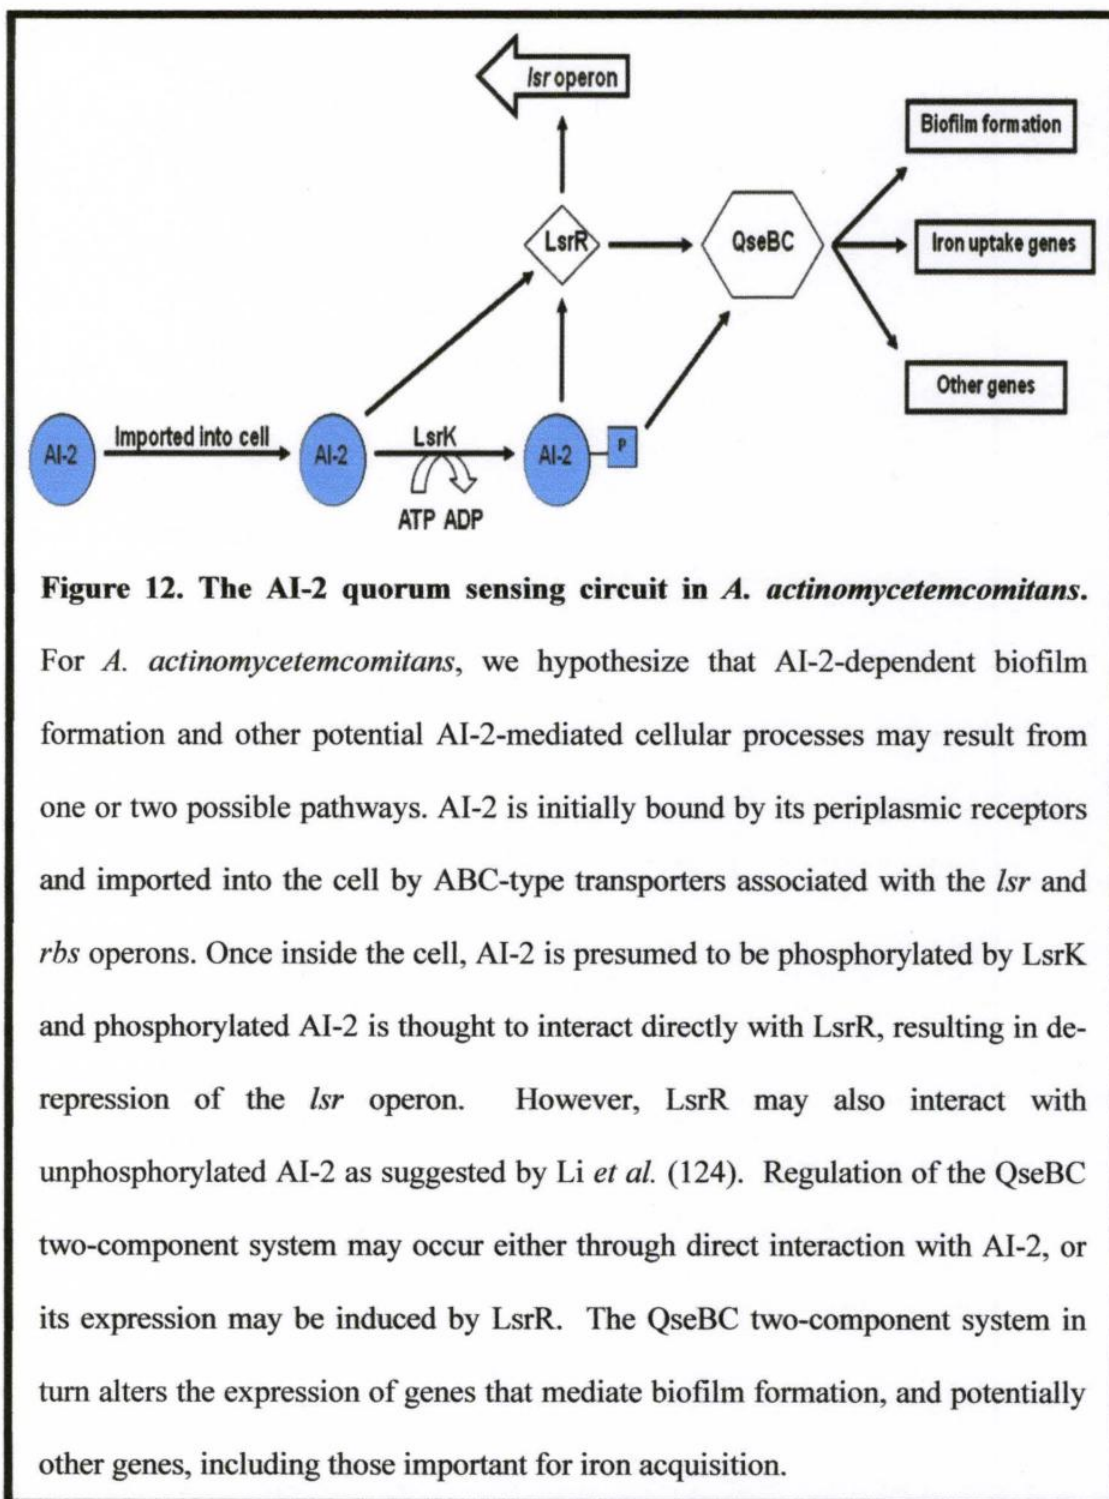 lsr operon
Biofilm formation
LsrR
QseBC
Iron uptake genes
Other genes
AI-2
Imported into cell
AI-2
LsrK
AI-2
P
ATP ADP
Figure 12. The AI-2 quorum sensing circuit in A. actinomycetemcomitans.
For A. actinomycetemcomitans, we hypothesize that AI-2-dependent biofilm
formation and other potential AI-2-mediated cellular processes may result from
one or two possible pathways. AI-2 is initially bound by its periplasmic receptors
and imported into the cell by ABC-type transporters associated with the lsr and
rbs operons. Once inside the cell, AI-2 is presumed to be phosphorylated by LsrK
and phosphorylated AI-2 is thought to interact directly with LsrR, resulting in de-
repression of the lsr operon. However, LsrR may also interact with
unphosphorylated AI-2 as suggested by Li et al. (124). Regulation of the QseBC
two-component system may occur either through direct interaction with AI-2, or
its expression may be induced by LsrR. The QseBC two-component system in
turn alters the expression of genes that mediate biofilm formation, and potentially
other genes, including those important for iron acquisition.